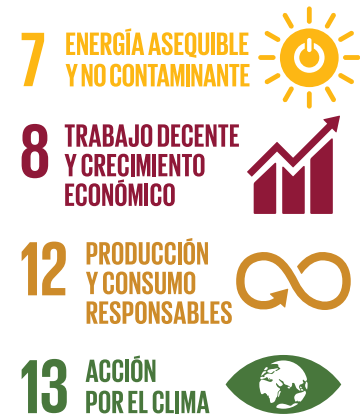 7 ENERGÍA ASEQUIBLE
Y NO CONTAMINANTE
8 TRABAJO DECENTE
Y CRECIMIENTO
ECONÓMICO
12 PRODUCCIÓN
Y CONSUMO
RESPONSABLES
13 ACCIÓN
POR EL CLIMA